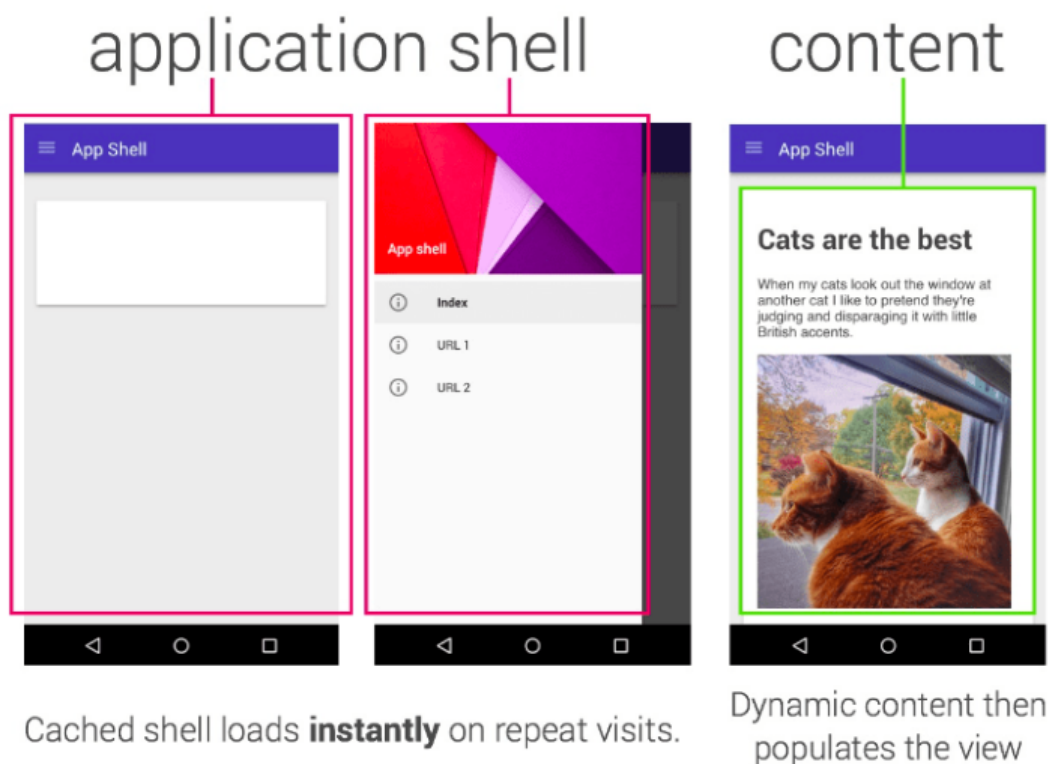 application shell
content
App Shell
App shell
Index
URL 1
URL 2
App Shell
Cats are the best
When my cats look out the window at
another cat I like to pretend they're
judging and disparaging it with little
British accents.
Cached shell loads instantly on repeat visits.
Dynamic content then
populates the view